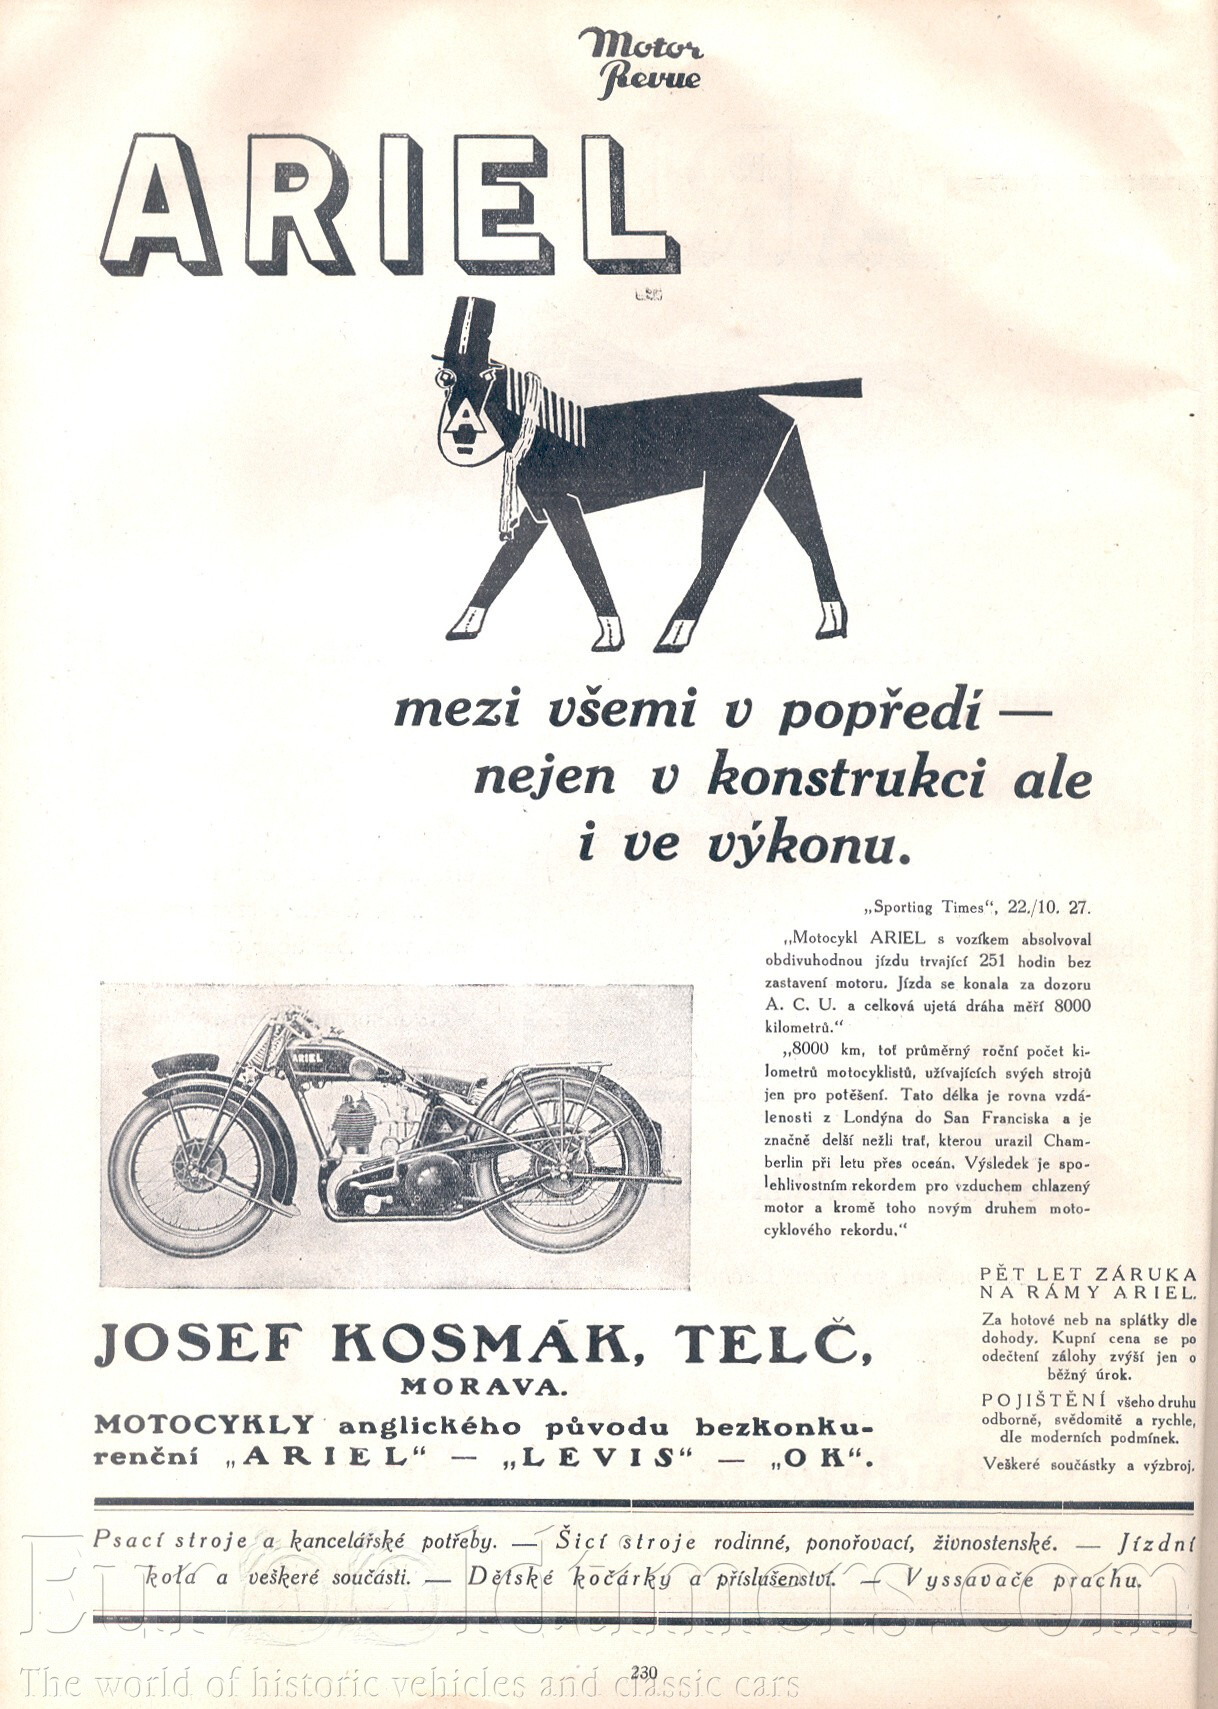 Motor
Revue
ARIEL
A
mezi všemi v popředí —
nejen v konstrukci ale
i ve výkonu.
„Sporting Times“, 22./10. 27.
„Motocykl ARIEL s vozíkem absolvoval
obdivuhodnou jízdu trvající 251 hodin bez
zastavení motoru. Jízda se konala za dozoru
A. C. U. a celková ujetá dráha měří 8000
kilometrů.“
„8000 km, toť průměrný roční počet ki-
lometrů motocyklistů, užívajících svých strojů
jen pro potěšení. Tato délka je rovna vzdá-
lenosti z Londýna do San Franciska a je
značně delší nežli trať, kterou urazil Cham-
berlin při letu přes oceán. Výsledek je spo-
lehlivostním rekordem pro vzduchem chlazený
motor a kromě toho novým druhem moto-
cyklového rekordu.“
ARIEL
PĚT LET ZÁRUKA
NA RÁMY ARIEL.
Za hotové neb na splátky dle
dohody. Kupní cena se po
odečtení zálohy zvýší jen o
běžný úrok.
POJIŠTĚNÍ všeho druhu
odborně, svědomitě a rychle,
dle moderních podmínek.
Veškeré součástky a výzbroj.
JOSEF KOSMÁK, TELČ,
MORAVA.
MOTOCYKLY anglického původu bezkonku-
renční „ARIEL“ — „LEVIS“ — „OK“.
Psací stroje a kancelářské potřeby. — Šicí stroje rodinné, ponořovací, živnostenské. — Jízdní
kola a veškeré součásti. — Dětské kočárky a příslušenství. — Vyssavače prachu.
EurOldtimers.com
230
The world of historic vehicles and classic cars